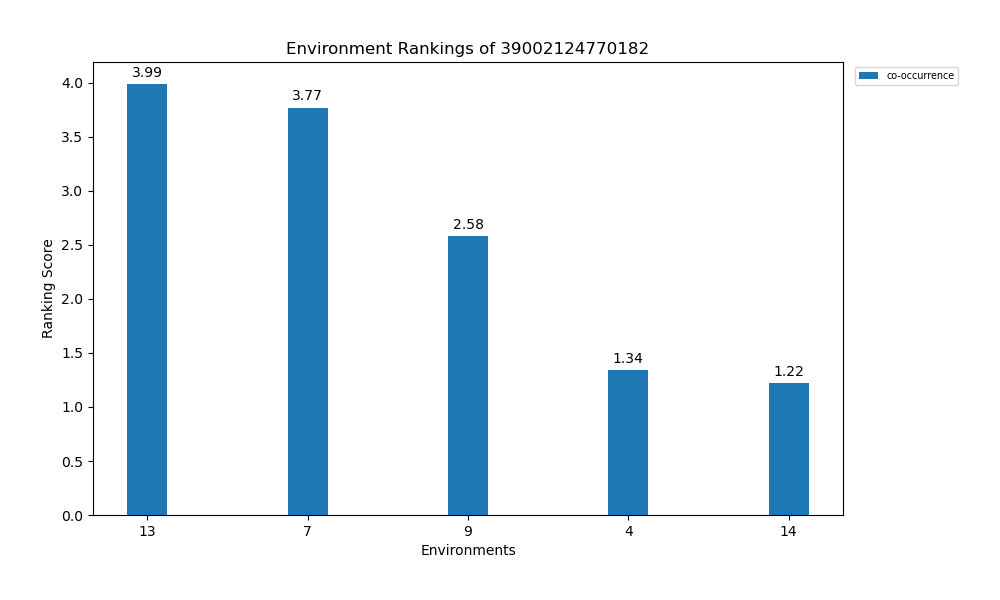 Environment Rankings of 39002124770182
co-occurrence
3.99
3.77
2.58
1.34
1.22
Ranking Score
4.0
3.5
3.0
2.5
2.0
1.5
1.0
0.5
0.0
13 7 9 4 14
Environments